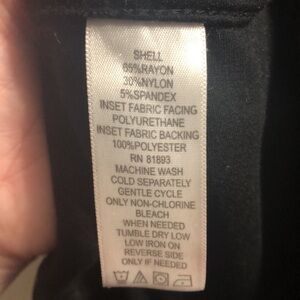 SHELL
65%RAYON
30%NYLON
5%SPANDEX
INSET FABRIC FACING
POLYURETHANE
INSET FABRIC BACKING
100%POLYESTER
RN 81893
MACHINE WASH
COLD SEPARATELY
GENTLE CYCLE
ONLY NON-CHLORINE
BLEACH
WHEN NEEDED
TUMBLE DRY LOW
LOW IRON ON
REVERSE SIDE
ONLY IF NEEDED